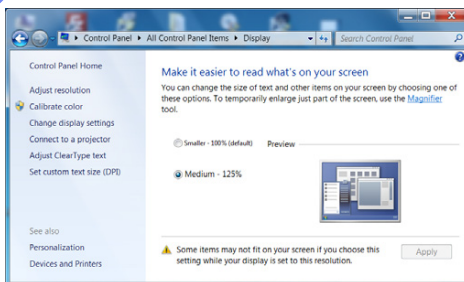 Control Panel ▸ All Control Panel Items ▸ Display
Search Control Panel
Control Panel Home
Adjust resolution
Calibrate color
Change display settings
Connect to a projector
Adjust ClearType text
Set custom text size (DPI)
See also
Personalization
Devices and Printers
Make it easier to read what's on your screen
You can change the size of text and other items on your screen by choosing one of
these options. To temporarily enlarge just part of the screen, use the Magnifier
tool.
Smaller - 100% (default) Preview
Medium - 125%
Some items may not fit on your screen if you choose this
setting while your display is set to this resolution.
Apply